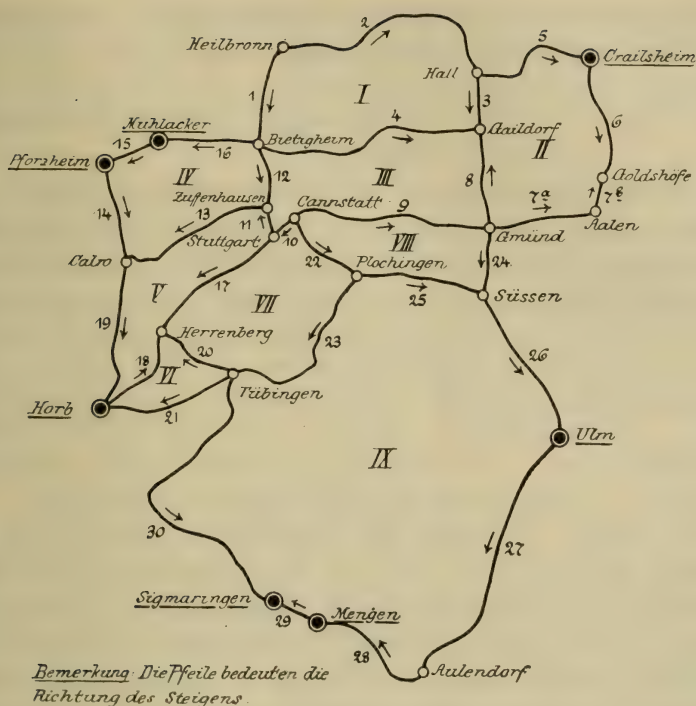 2
5
Heilbronn
Crailsheim
Hall
I
1
3
Mühlacker
4
Gaildorf
II
6
15
16
Bietigheim
Pforzheim
IV
12
III
Goldshöfe
8
7ᵃ
7ᵇ
14
13
Zuffenhausen
Cannstatt
9
Aalen
11
Stuttgart
10
Gmünd
Calw
22
VIII
24
17
Plochingen
25
Süssen
V
VII
19
Herrenberg
23
26
18
20
VI
Tübingen
Horb
21
Ulm
IX
30
27
Sigmaringen
29
Mengen
28
Aulendorf
Bemerkung: Die Pfeile bedeuten die
Richtung des Steigens.